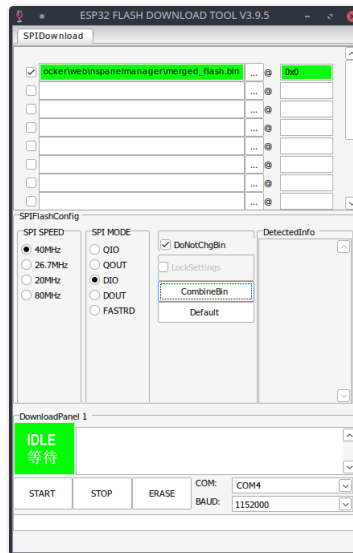 ESP32 FLASH DOWNLOAD TOOL V3.9.5
SPIDownload
ocker\web\nspanelmanager\merged_flash.bin ... @ 0x0
... @
... @
... @
... @
... @
... @
... @
SPIFlashConfig
SPI SPEED
40MHz
26.7MHz
20MHz
80MHz
SPI MODE
QIO
QOUT
DIO
DOUT
FASTRD
DoNotChgBin
LockSettings
CombineBin
Default
DetectedInfo
DownloadPanel 1
IDLE
等待
START STOP ERASE
COM: COM4
BAUD: 1152000